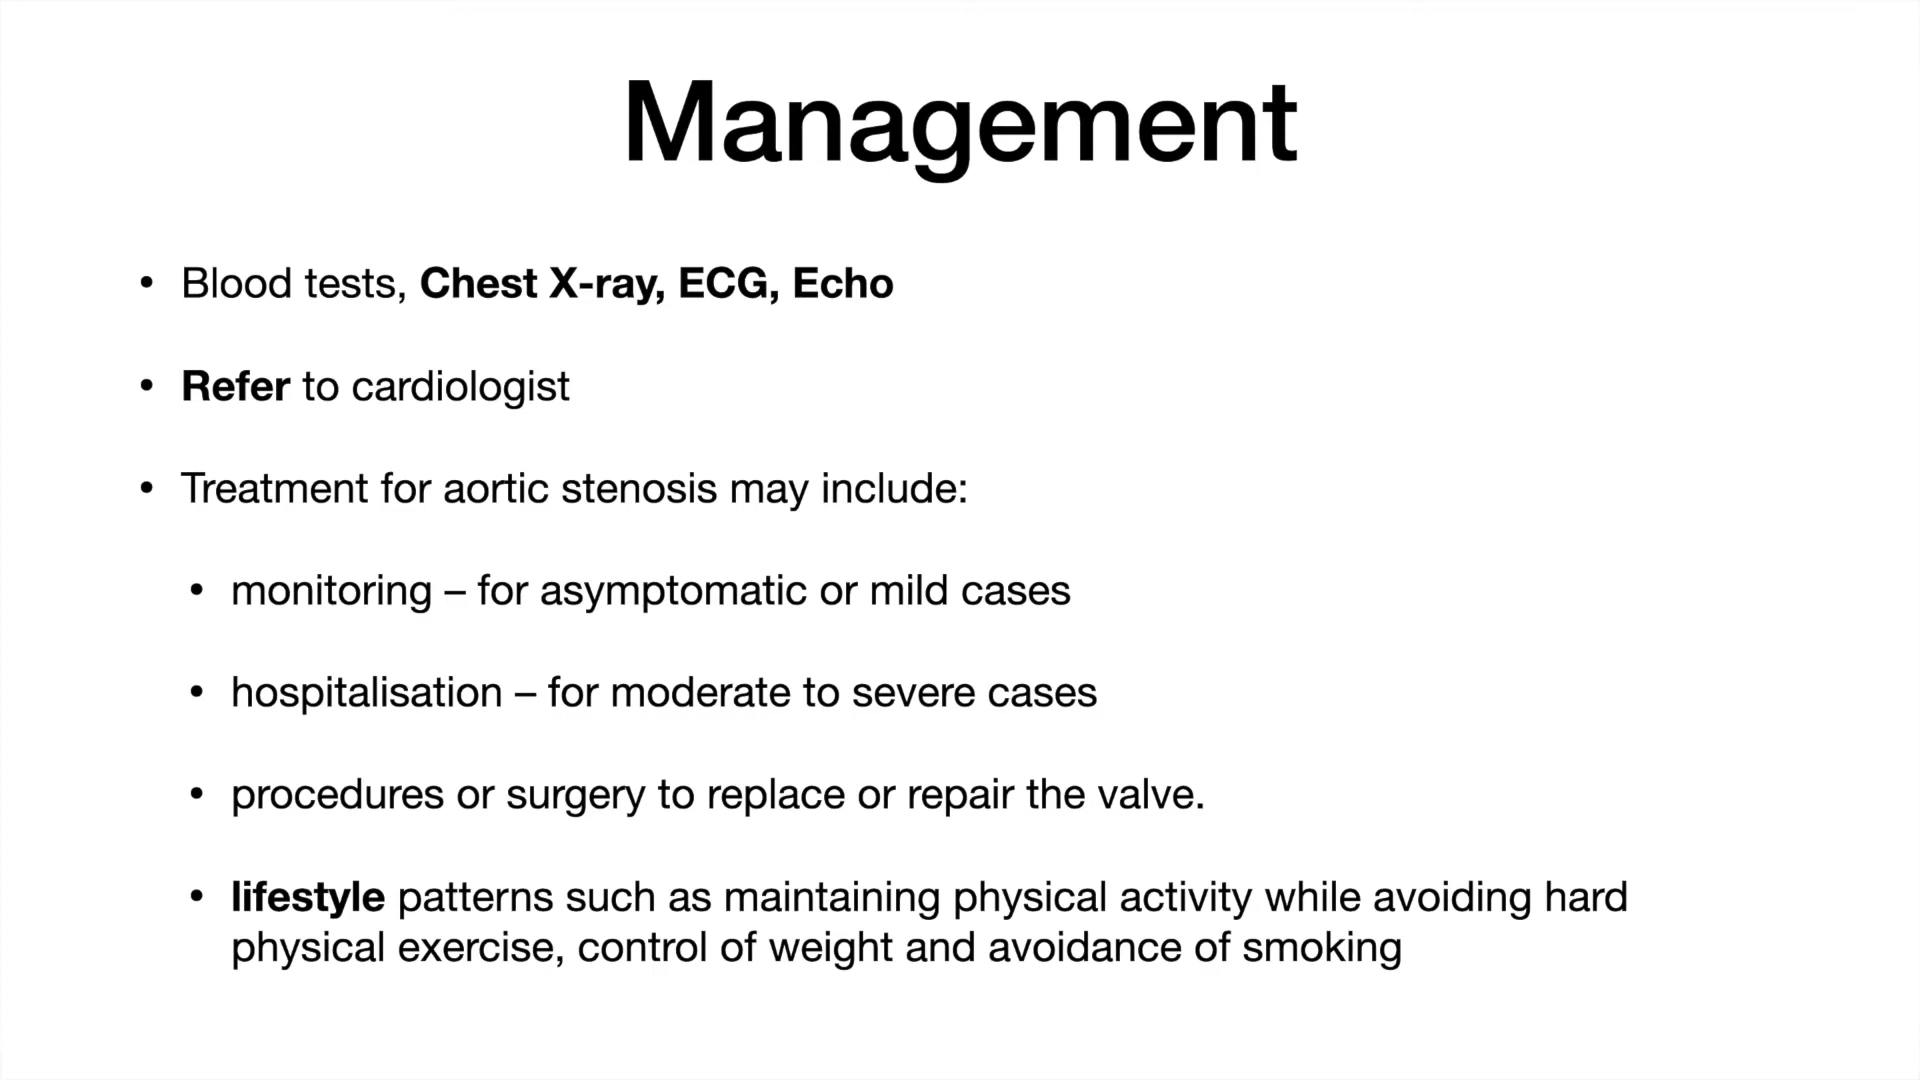 Management
• Blood tests, Chest X-ray, ECG, Echo
• Refer to cardiologist
• Treatment for aortic stenosis may include:
• monitoring – for asymptomatic or mild cases
• hospitalisation – for moderate to severe cases
• procedures or surgery to replace or repair the valve.
• lifestyle patterns such as maintaining physical activity while avoiding hard
physical exercise, control of weight and avoidance of smoking